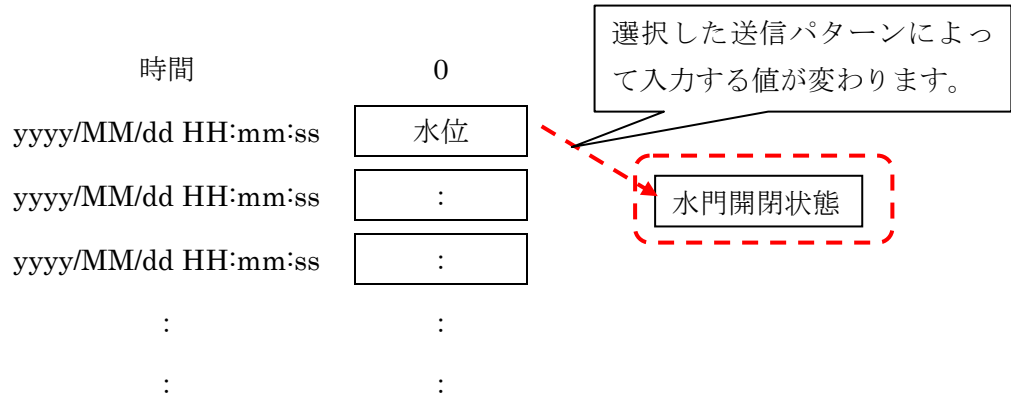 選択した送信パターンによっ
て入力する値が変わります。
時間 0
yyyy/MM/dd HH:mm:ss 水位
yyyy/MM/dd HH:mm:ss :
水門開閉状態
yyyy/MM/dd HH:mm:ss :
: :
: :